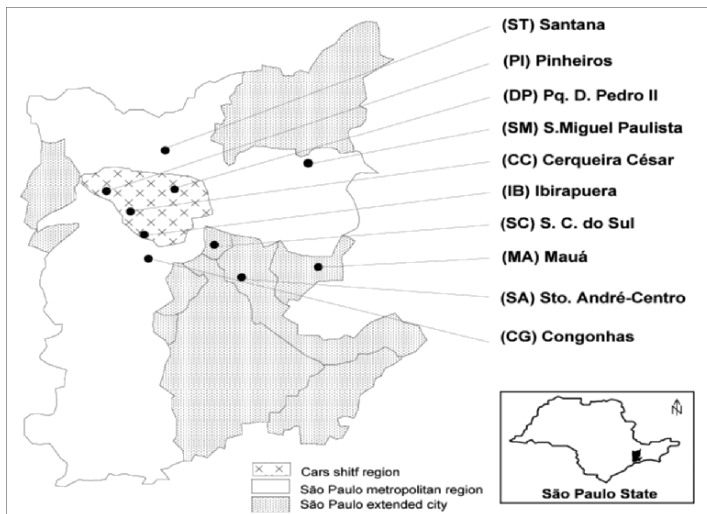 (ST) Santana
(PI) Pinheiros
(DP) Pq. D. Pedro II
(SM) S.Miguel Paulista
(CC) Cerqueira César
(IB) Ibirapuera
(SC) S. C. do Sul
(MA) Mauá
(SA) Sto. André-Centro
(CG) Congonhas
N
São Paulo State
Cars shitf region
São Paulo metropolitan region
São Paulo extended city